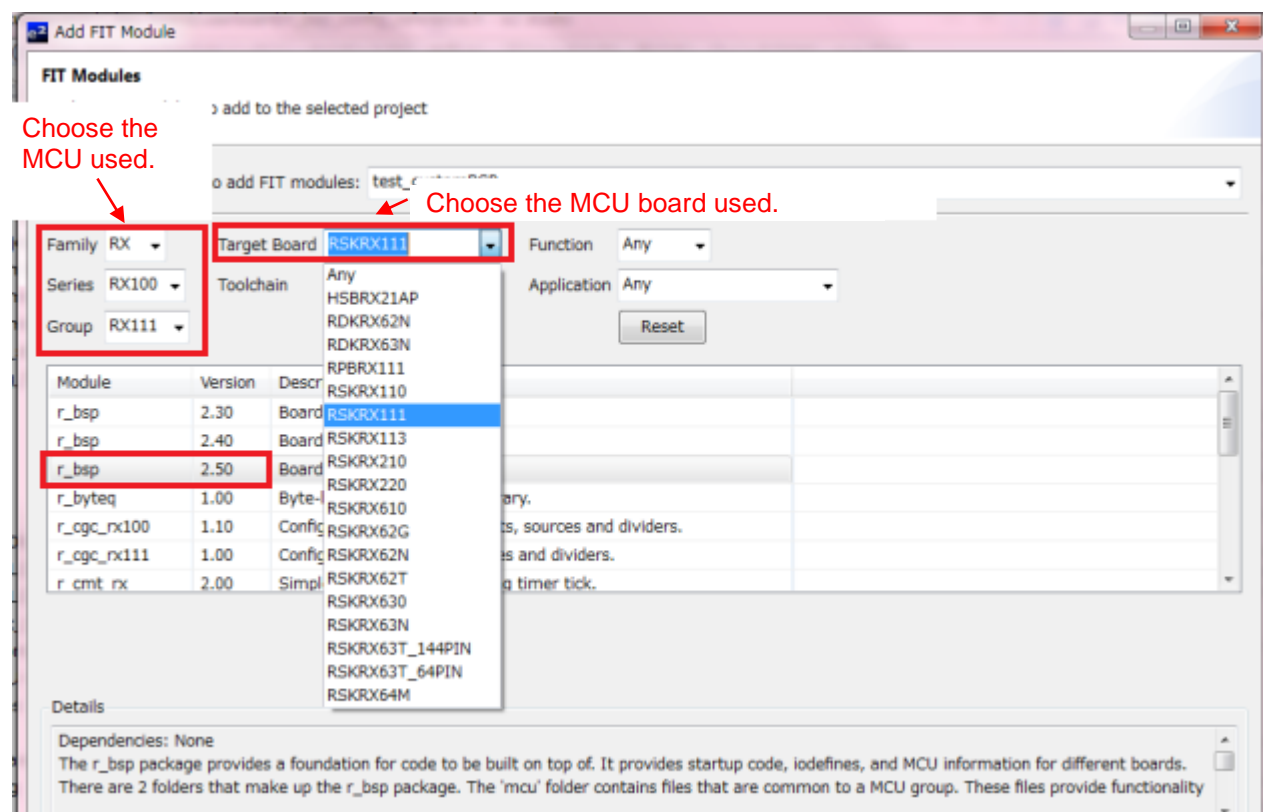 e² Add FIT Module
FIT Modules
add to the selected project
Choose the
MCU used.
o add FIT modules:
Choose the MCU board used.
Family RX Target Board RSKRX111 Function Any
Series RX100 Toolchain Application Any
Group RX111 Reset
Any
HSBRX21AP
RDKRX62N
RDKRX63N
RPBRX111
RSKRX110
RSKRX111
RSKRX113
RSKRX210
RSKRX220
RSKRX610
RSKRX62G
RSKRX62N
RSKRX62T
RSKRX630
RSKRX63N
RSKRX63T_144PIN
RSKRX63T_64PIN
RSKRX64M
Module Version Descr
r_bsp 2.30 Board
r_bsp 2.40 Board
r_bsp 2.50 Board
r_byteq 1.00 Byte- ary.
r_cgc_rx100 1.10 Config ts, sources and dividers.
r_cgc_rx111 1.00 Config es and dividers.
r_cmt_rx 2.00 Simpl g timer tick.
Details
Dependencies: None
The r_bsp package provides a foundation for code to be built on top of. It provides startup code, iodefines, and MCU information for different boards.
There are 2 folders that make up the r_bsp package. The 'mcu' folder contains files that are common to a MCU group. These files provide functionality